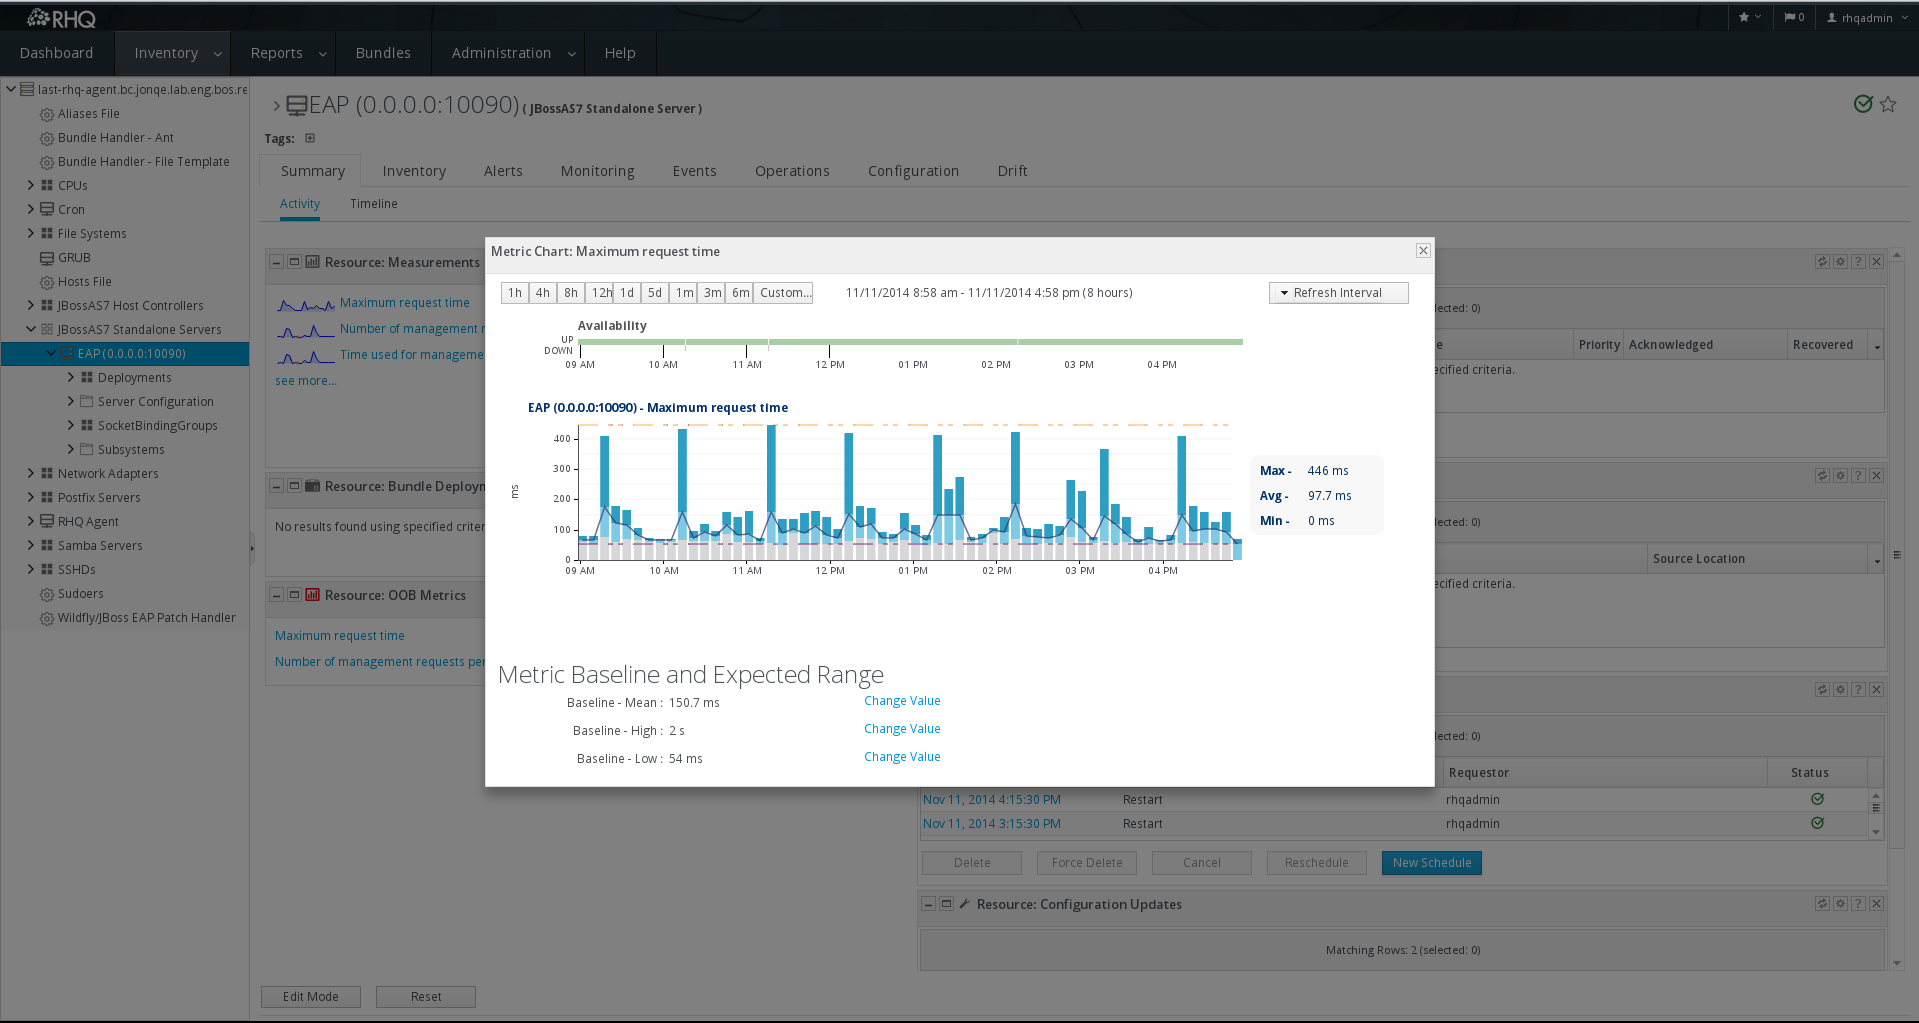 RHQ
0
rhqadmin
Dashboard
Inventory
Reports
Bundles
Administration
Help
last-rhq-agent.bc.jonqe.lab.eng.bos.re
Aliases File
Bundle Handler - Ant
Bundle Handler - File Template
CPUs
Cron
File Systems
GRUB
Hosts File
JBossAS7 Host Controllers
JBossAS7 Standalone Servers
EAP (0.0.0.0:10090)
Deployments
Server Configuration
SocketBindingGroups
Subsystems
Network Adapters
Postfix Servers
RHQ Agent
Samba Servers
SSHDs
Sudoers
Wildfly/JBoss EAP Patch Handler
EAP (0.0.0.0:10090) ( JBossAS7 Standalone Server )
Tags:
Summary
Inventory
Alerts
Monitoring
Events
Operations
Configuration
Drift
Activity
Timeline
Resource: Measurements
Maximum request time
Number of management r
Time used for manageme
see more...
Resource: Bundle Deployn
No results found using specified criter
Resource: OOB Metrics
Maximum request time
Number of management requests per
Metric Chart: Maximum request time
1h 4h 8h 12h 1d 5d 1m 3m 6m Custom...
11/11/2014 8:58 am - 11/11/2014 4:58 pm (8 hours)
Refresh Interval
Availability
UP
DOWN
09 AM 10 AM 11 AM 12 PM 01 PM 02 PM 03 PM 04 PM
EAP (0.0.0.0:10090) - Maximum request time
400
300
200
100
0
ms
09 AM 10 AM 11 AM 12 PM 01 PM 02 PM 03 PM 04 PM
Max - 446 ms
Avg - 97.7 ms
Min - 0 ms
Metric Baseline and Expected Range
Baseline - Mean : 150.7 ms Change Value
Baseline - High : 2 s Change Value
Baseline - Low : 54 ms Change Value
lected: 0)
e Priority Acknowledged Recovered
ecified criteria.
lected: 0)
Source Location
ecified criteria.
lected: 0)
Requestor Status
Nov 11, 2014 4:15:30 PM Restart rhqadmin
Nov 11, 2014 3:15:30 PM Restart rhqadmin
Delete
Force Delete
Cancel
Reschedule
New Schedule
Resource: Configuration Updates
Matching Rows: 2 (selected: 0)
Edit Mode
Reset